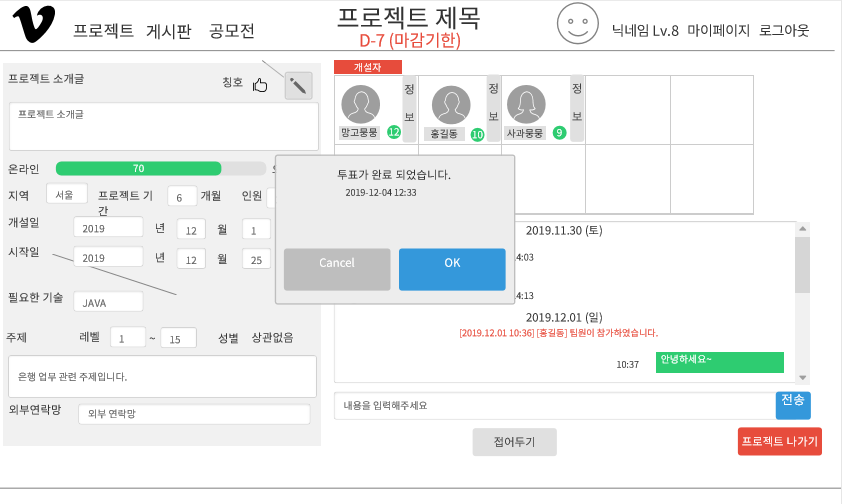 프로젝트 게시판 공모전
프로젝트 제목
D-7 (마감기한)
닉네임 Lv.8 마이페이지 로그아웃
프로젝트 소개글
칭호
프로젝트 소개글
온라인
70
지역
서울
프로젝트 기간
6
개월
인원
개설일
2019
년
12
월
1
시작일
2019
년
12
월
25
필요한 기술
JAVA
주제
레벨
1
~
15
성별
상관없음
은행 업무 관련 주제입니다.
외부연락망
외부 연락망
개설자
정보
정보
정보
망고뭉뭉
12
홍길동
10
사과뭉뭉
9
투표가 완료 되었습니다.
2019-12-04 12:33
Cancel
OK
2019.11.30 (토)
4:03
4:13
2019.12.01 (일)
[2019.12.01 10:36] [홍길동] 팀원이 참가하였습니다.
10:37
안녕하세요~
내용을 입력해주세요
전송
접어두기
프로젝트 나가기